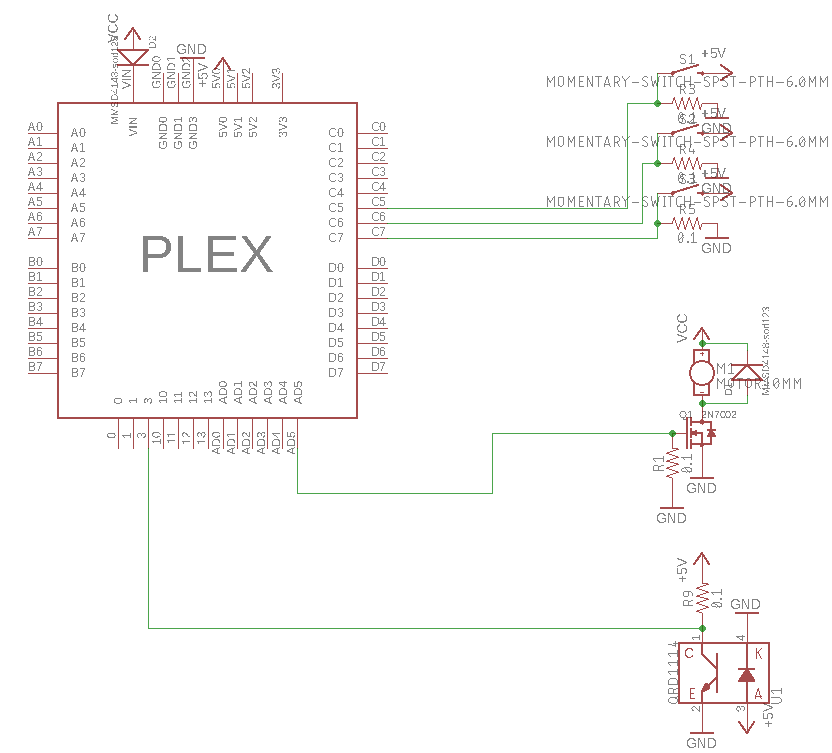 VCC
D2
MMSD4148-sod123
VIN
GND0
GND1
GND2
GND
+5V
5V0
5V1
5V2
3V3
VIN
GND0
GND1
GND3
5V0
5V1
5V2
3V3
A0 A0
A1 A1
A2 A2
A3 A3
A4 A4
A5 A5
A6 A6
A7 A7
B0 B0
B1 B1
B2 B2
B3 B3
B4 B4
B5 B5
B6 B6
B7 B7
PLEX
C0 C0
C1 C1
C2 C2
C3 C3
C4 C4
C5 C5
C6 C6
C7 C7
D0 D0
D1 D1
D2 D2
D3 D3
D4 D4
D5 D5
D6 D6
D7 D7
0 1 3 10 11 12 13 AD0 AD1 AD2 AD3 AD4 AD5
0 1 3 10 11 12 13 AD0 AD1 AD2 AD3 AD4 AD5
S1 +5V
MOMENTARY-SWITCH-SPST-PTH-6.0MM
R3
+5V
S2
GND
MOMENTARY-SWITCH-SPST-PTH-6.0MM
R4
+5V
S3
GND
MOMENTARY-SWITCH-SPST-PTH-6.0MM
R5
0.1
GND
VCC
+
M1
MOTOR10MM
-
MMSD4148-sod123
Q1 2N7002
R1
0.1
GND
GND
+5V
R9
0.1
GND
1 4
C K
QRD1114
E A
U1
2 3
+5V
GND